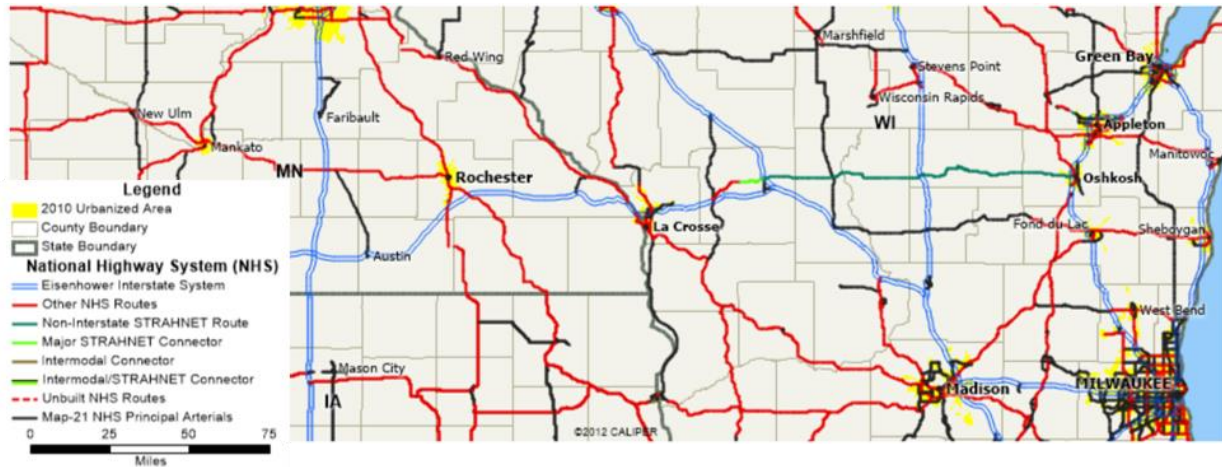 Red Wing
Marshfield
Green Bay
Stevens Point
Wisconsin Rapids
New Ulm
Faribault
WI
Appleton
Mankato
Manitowoc
MN
Rochester
Oshkosh
La Crosse
Fond du Lac
Sheboygan
Austin
West Bend
Mason City
Madison
MILWAUKEE
IA
©2012 CALIPER
Legend
2010 Urbanized Area
County Boundary
State Boundary
National Highway System (NHS)
Eisenhower Interstate System
Other NHS Routes
Non-Interstate STRAHNET Route
Major STRAHNET Connector
Intermodal Connector
Intermodal/STRAHNET Connector
Unbuilt NHS Routes
Map-21 NHS Principal Arterials
0 25 50 75
Miles